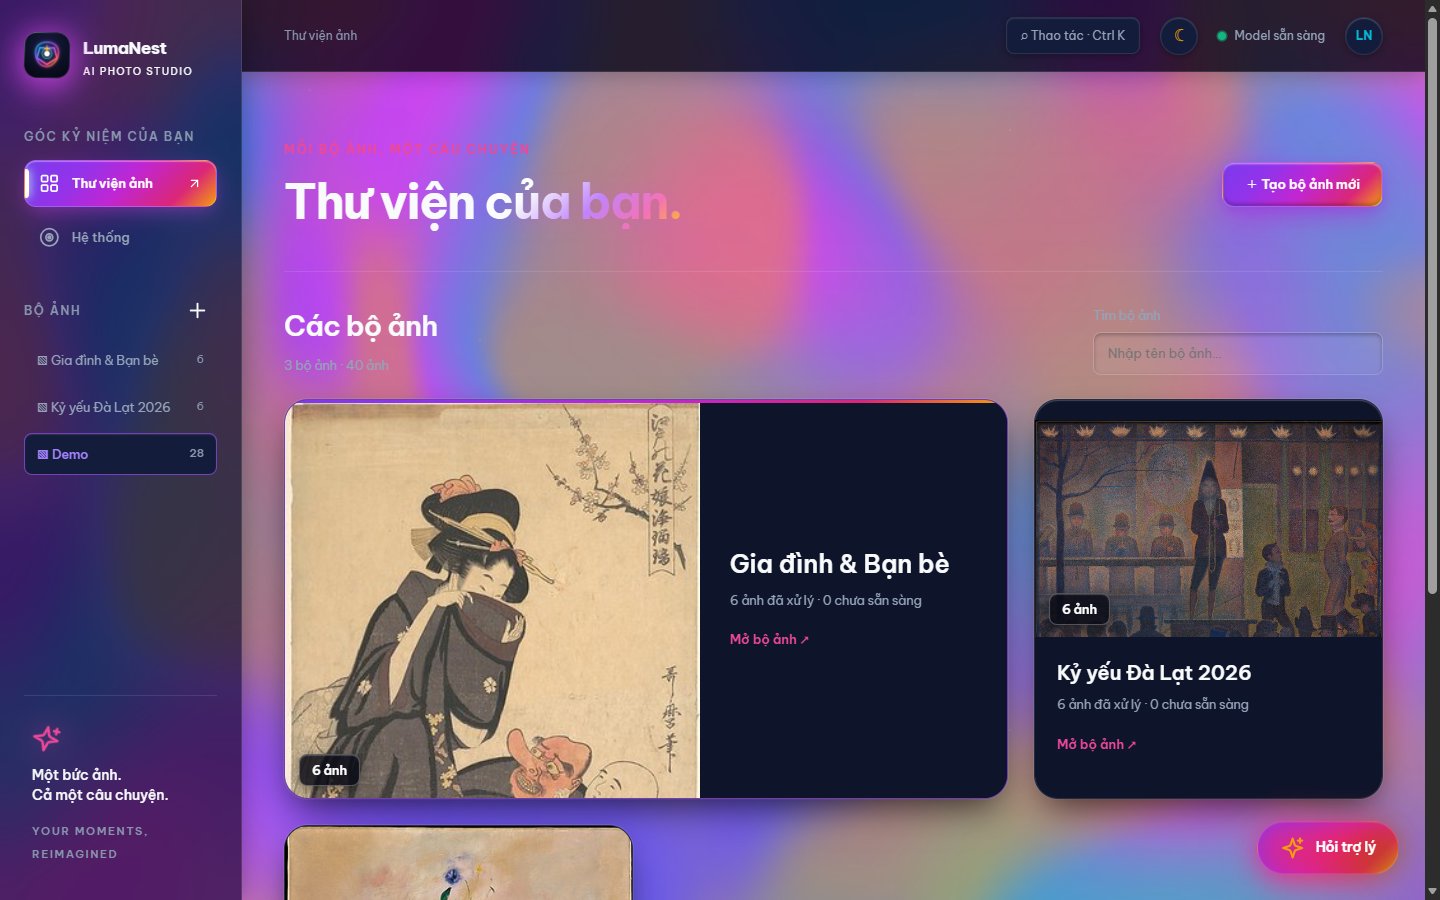 LumaNest
AI PHOTO STUDIO
GÓC KỶ NIỆM CỦA BẠN
Thư viện ảnh
Hệ thống
BỘ ẢNH
Gia đình & Bạn bè 6
Kỷ yếu Đà Lạt 2026 6
Demo 28
Một bức ảnh.
Cả một câu chuyện.
YOUR MOMENTS,
REIMAGINED
Thư viện ảnh
Thao tác · Ctrl K
Model sẵn sàng
LN
MỖI BỘ ẢNH, MỘT CÂU CHUYỆN
Thư viện của bạn.
+ Tạo bộ ảnh mới
Các bộ ảnh
3 bộ ảnh · 40 ảnh
Tìm bộ ảnh
Nhập tên bộ ảnh...
6 ảnh
Gia đình & Bạn bè
6 ảnh đã xử lý · 0 chưa sẵn sàng
Mở bộ ảnh ↗
6 ảnh
Kỷ yếu Đà Lạt 2026
6 ảnh đã xử lý · 0 chưa sẵn sàng
Mở bộ ảnh ↗
Hỏi trợ lý